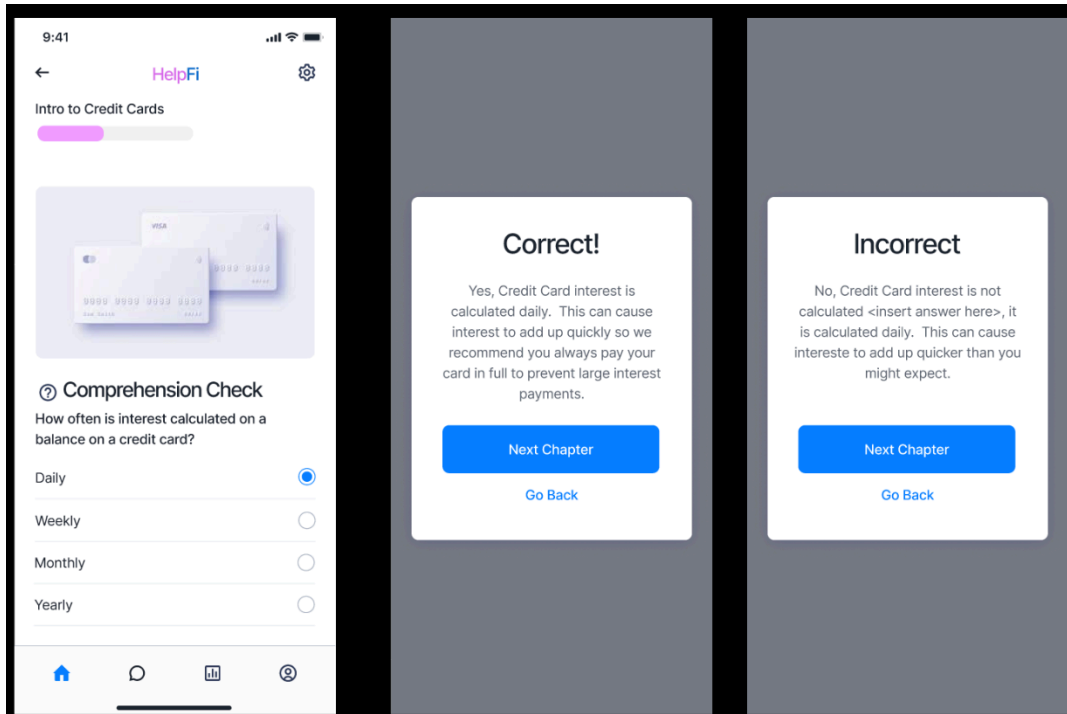 9:41
HelpFi
Intro to Credit Cards
VISA
Comprehension Check
How often is interest calculated on a
balance on a credit card?
Daily
Weekly
Monthly
Yearly
Correct!
Yes, Credit Card interest is
calculated daily.  This can cause
interest to add up quickly so we
recommend you always pay your
card in full to prevent large interest
payments.
Next Chapter
Go Back
Incorrect
No, Credit Card interest is not
calculated <insert answer here>, it
is calculated daily.  This can cause
intereste to add up quicker than you
might expect.
Next Chapter
Go Back